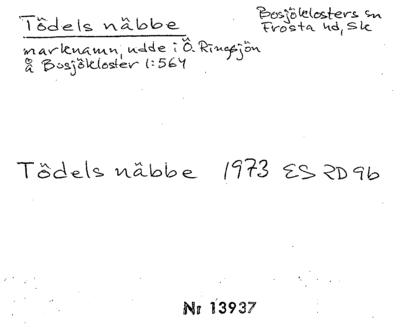 Tödels näbbe
Bosjöklosters sn
Frosta hd, Sk
marknamn, udde i Ö. Ringsjön
å Bosjökloster 1:564
Tödels näbbe 1973 ES RD 9b
Nr 13937